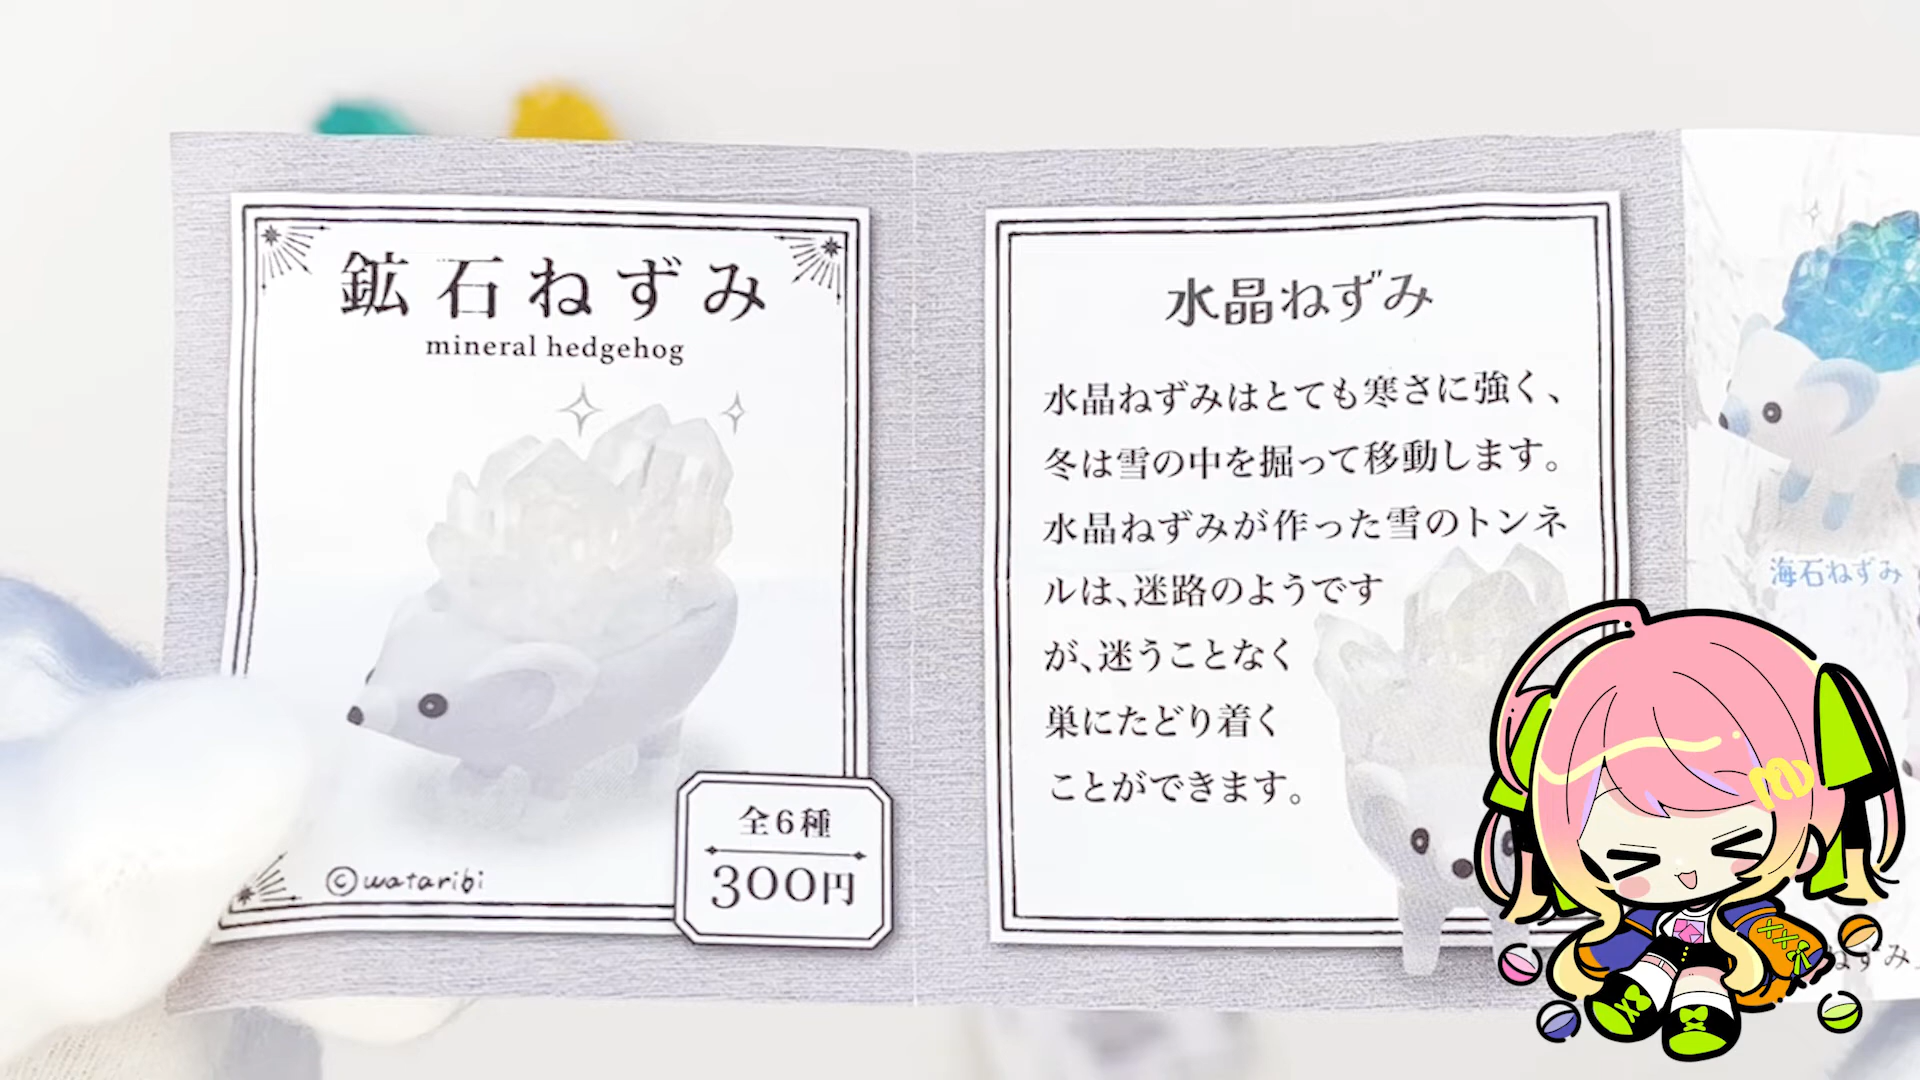 鉱石ねずみ
mineral hedgehog
全6種
300円
©wataribi
水晶ねずみ
水晶ねずみはとても寒さに強く、
冬は雪の中を掘って移動します。
水晶ねずみが作った雪のトンネ
ルは、迷路のようです
が、迷うことなく
巣にたどり着く
ことができます。
海石ねずみ
ねずみ